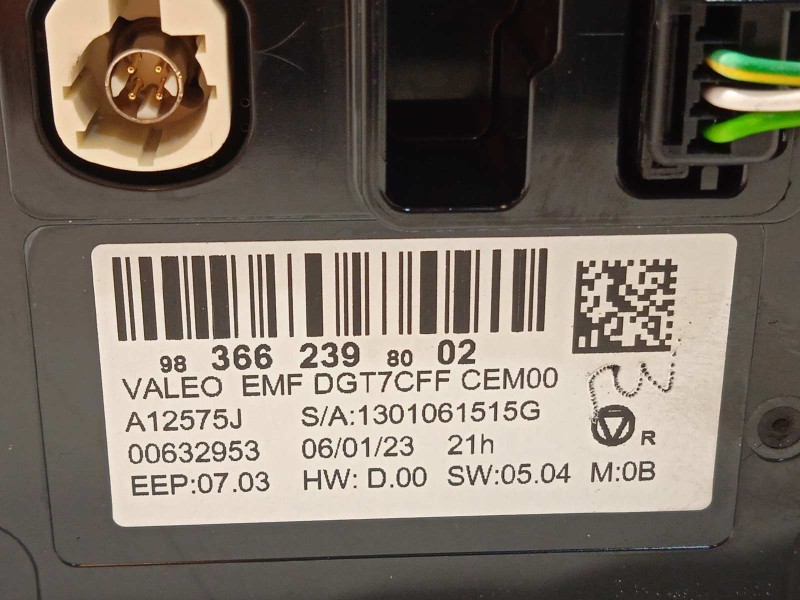 98 366 239 80 02
VALEO EMF DGT7CFF CEM00
A12575J S/A:1301061515G
00632953 06/01/23 21h R
EEP:07.03 HW: D.00 SW:05.04 M:0B